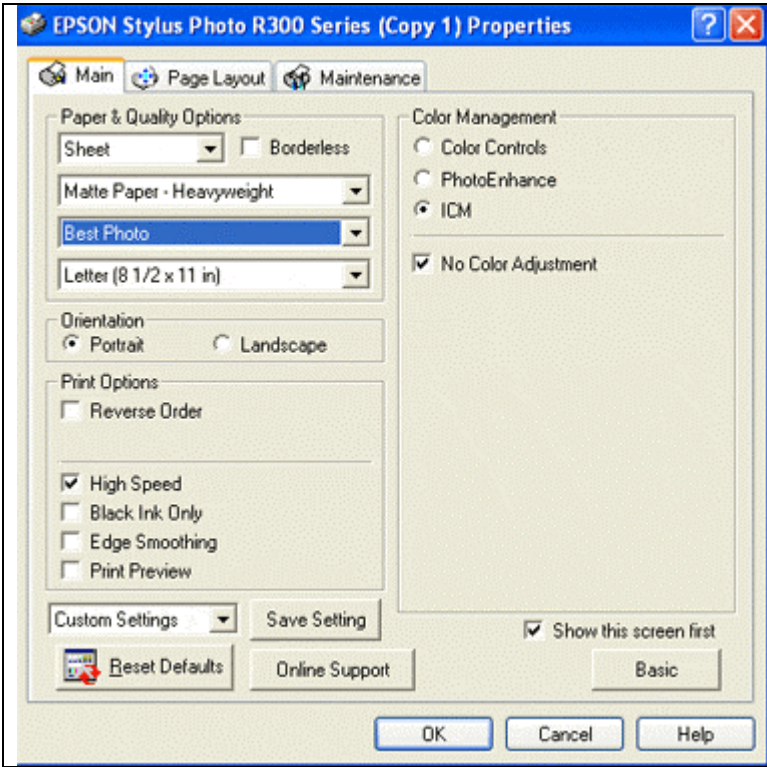 EPSON Stylus Photo R300 Series (Copy 1) Properties
?
Main
Page Layout
Maintenance
Paper & Quality Options
Sheet
Borderless
Matte Paper - Heavyweight
Best Photo
Letter (8 1/2 x 11 in)
Orientation
Portrait
Landscape
Print Options
Reverse Order
High Speed
Black Ink Only
Edge Smoothing
Print Preview
Color Management
Color Controls
PhotoEnhance
ICM
No Color Adjustment
Custom Settings
Save Setting
Show this screen first
Reset Defaults
Online Support
Basic
OK
Cancel
Help